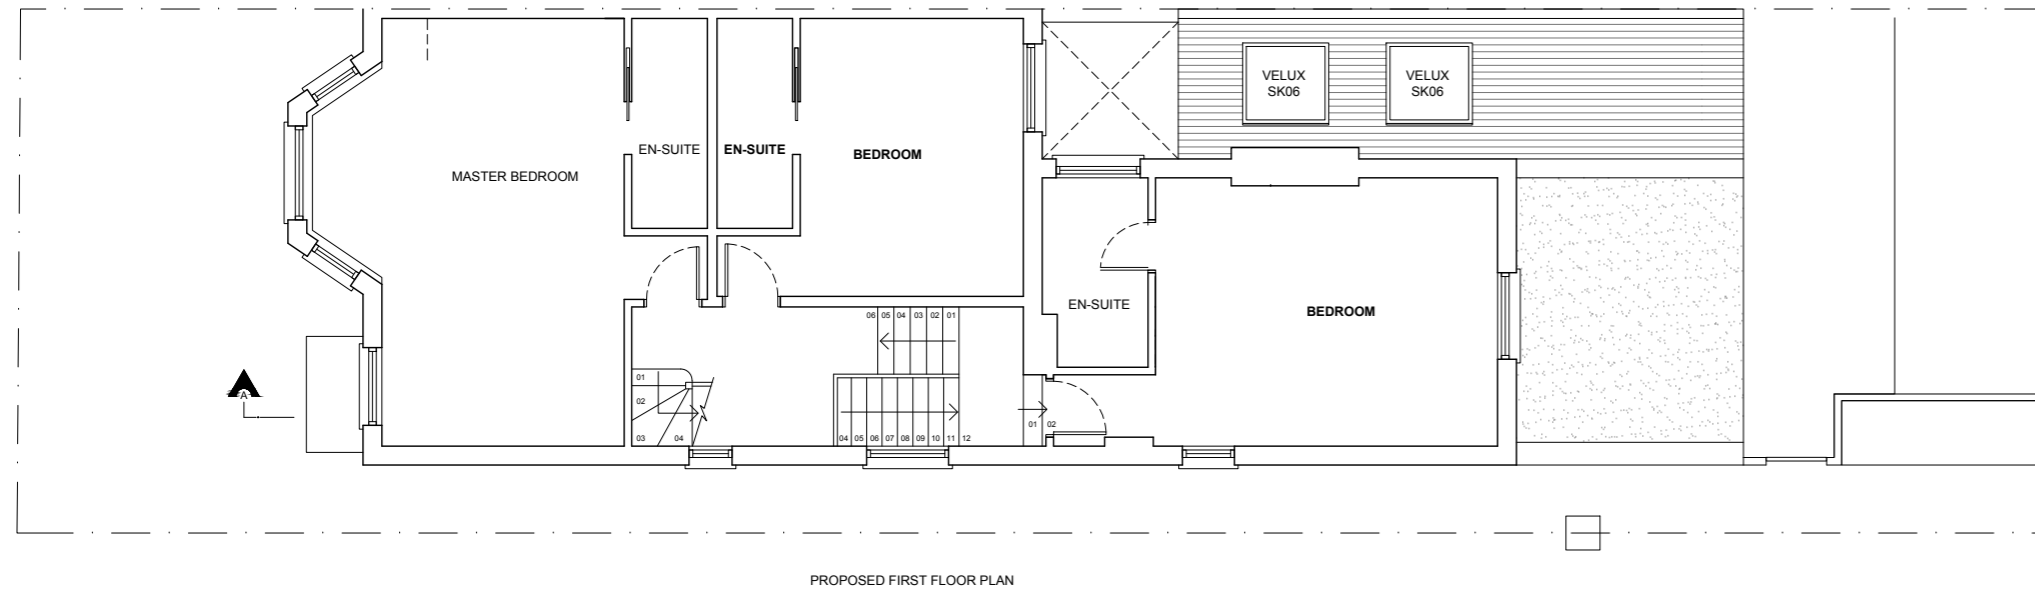 VELUX
SK06
VELUX
SK06
EN-SUITE
EN-SUITE
BEDROOM
MASTER BEDROOM
EN-SUITE
BEDROOM
06 05 04 03 02 01
01
02
03 04
04 05 06 07 08 09 10 11 12
01 02
A
PROPOSED FIRST FLOOR PLAN